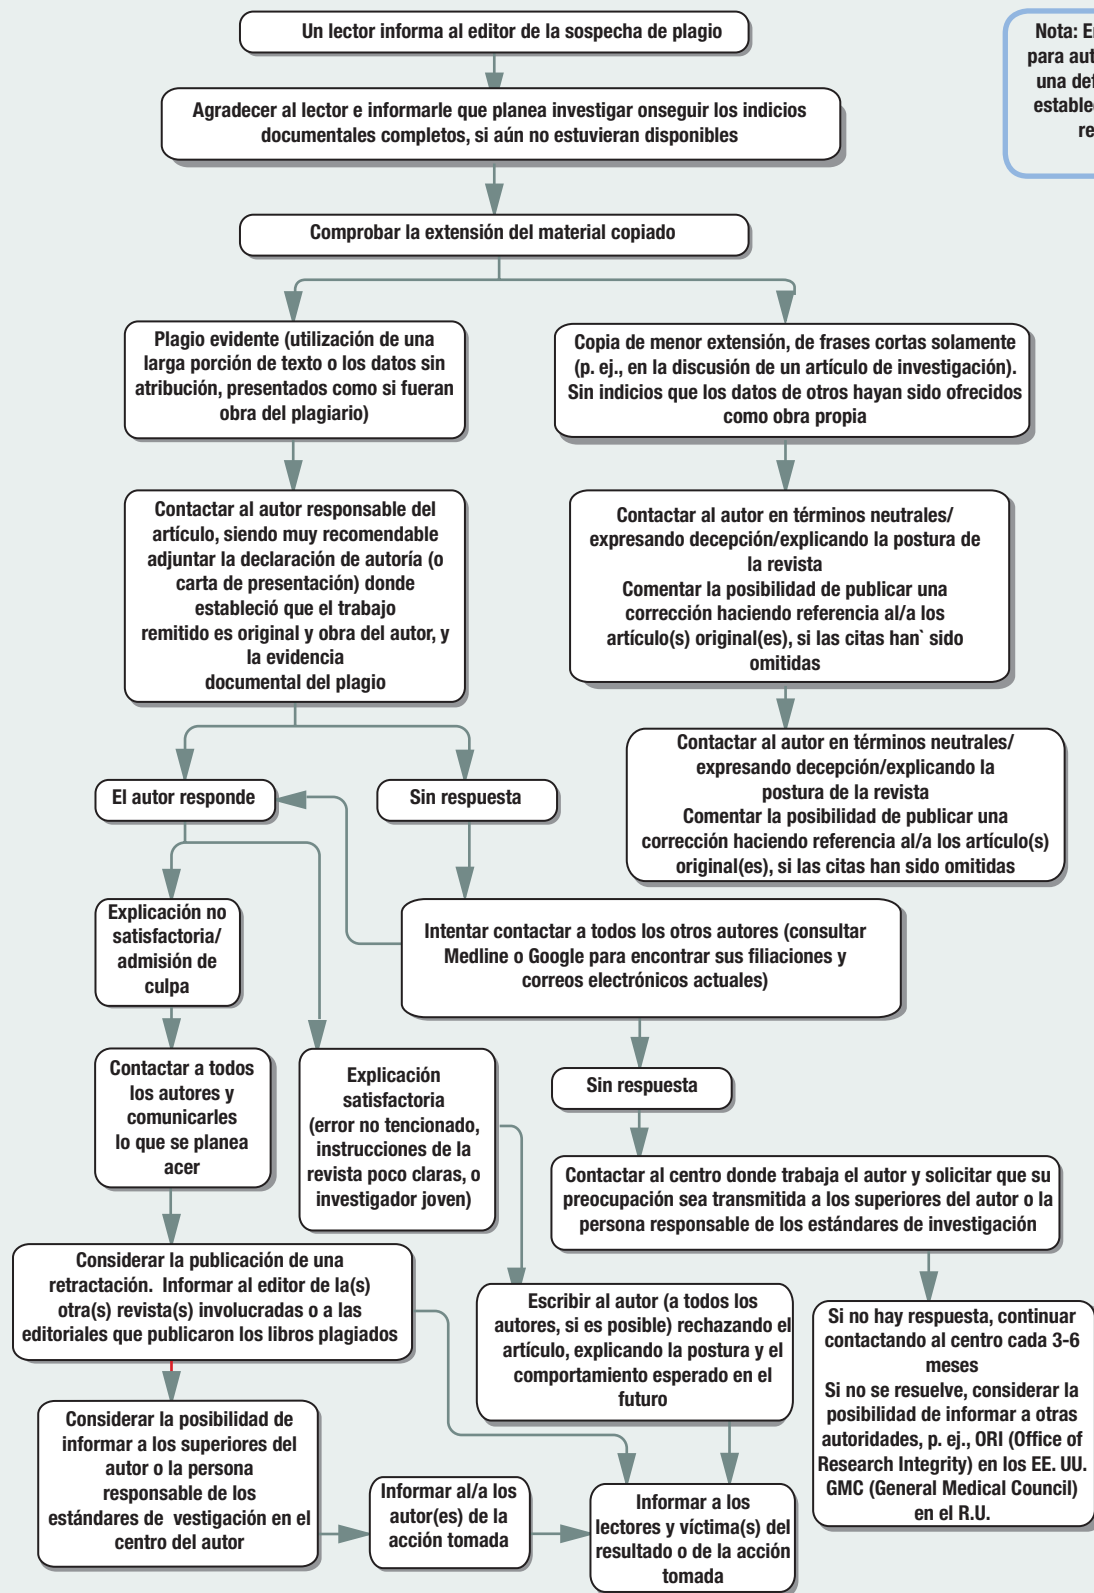 Un lector informa al editor de la sospecha de plagio
Nota: En
para aut
una def
establec
re
Agradecer al lector e informarle que planea investigar onseguir los indicios
documentales completos, si aún no estuvieran disponibles
Comprobar la extensión del material copiado
Plagio evidente (utilización de una
larga porción de texto o los datos sin
atribución, presentados como si fueran
obra del plagiario)
Copia de menor extensión, de frases cortas solamente
(p. ej., en la discusión de un artículo de investigación).
Sin indicios que los datos de otros hayan sido ofrecidos
como obra propia
Contactar al autor responsable del
artículo, siendo muy recomendable
adjuntar la declaración de autoría (o
carta de presentación) donde
estableció que el trabajo
remitido es original y obra del autor, y
la evidencia
documental del plagio
Contactar al autor en términos neutrales/
expresando decepción/explicando la postura de
la revista
Comentar la posibilidad de publicar una
corrección haciendo referencia al/a los
artículo(s) original(es), si las citas han` sido
omitidas
Contactar al autor en términos neutrales/
expresando decepción/explicando la
postura de la revista
Comentar la posibilidad de publicar una
corrección haciendo referencia al/a los artículo(s)
original(es), si las citas han sido omitidas
El autor responde
Sin respuesta
Explicación no
satisfactoria/
admisión de
culpa
Intentar contactar a todos los otros autores (consultar
Medline o Google para encontrar sus filiaciones y
correos electrónicos actuales)
Contactar a todos
los autores y
comunicarles
lo que se planea
acer
Explicación
satisfactoria
(error no tencionado,
instrucciones de la
revista poco claras, o
investigador joven)
Sin respuesta
Contactar al centro donde trabaja el autor y solicitar que su
preocupación sea transmitida a los superiores del autor o la
persona responsable de los estándares de investigación
Considerar la publicación de una
retractación. Informar al editor de la(s)
otra(s) revista(s) involucradas o a las
editoriales que publicaron los libros plagiados
Escribir al autor (a todos los
autores, si es posible) rechazando el
artículo, explicando la postura y el
comportamiento esperado en el
futuro
Si no hay respuesta, continuar
contactando al centro cada 3-6
meses
Si no se resuelve, considerar la
posibilidad de informar a otras
autoridades, p. ej., ORI (Office of
Research Integrity) en los EE. UU.
GMC (General Medical Council)
en el R.U.
Considerar la posibilidad de
informar a los superiores del
autor o la persona
responsable de los
estándares de vestigación en el
centro del autor
Informar al/a los
autor(es) de la
acción tomada
Informar a los
lectores y víctima(s) del
resultado o de la acción
tomada